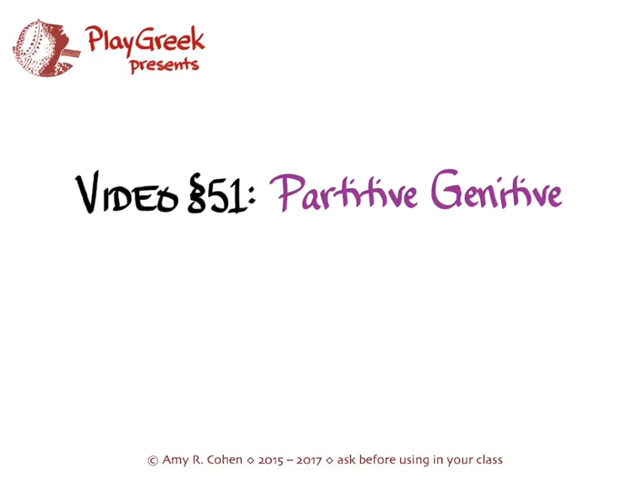 PlayGreek
presents
Video §51: Partitive Genitive
© Amy R. Cohen ◇ 2015 – 2017 ◇ ask before using in your class